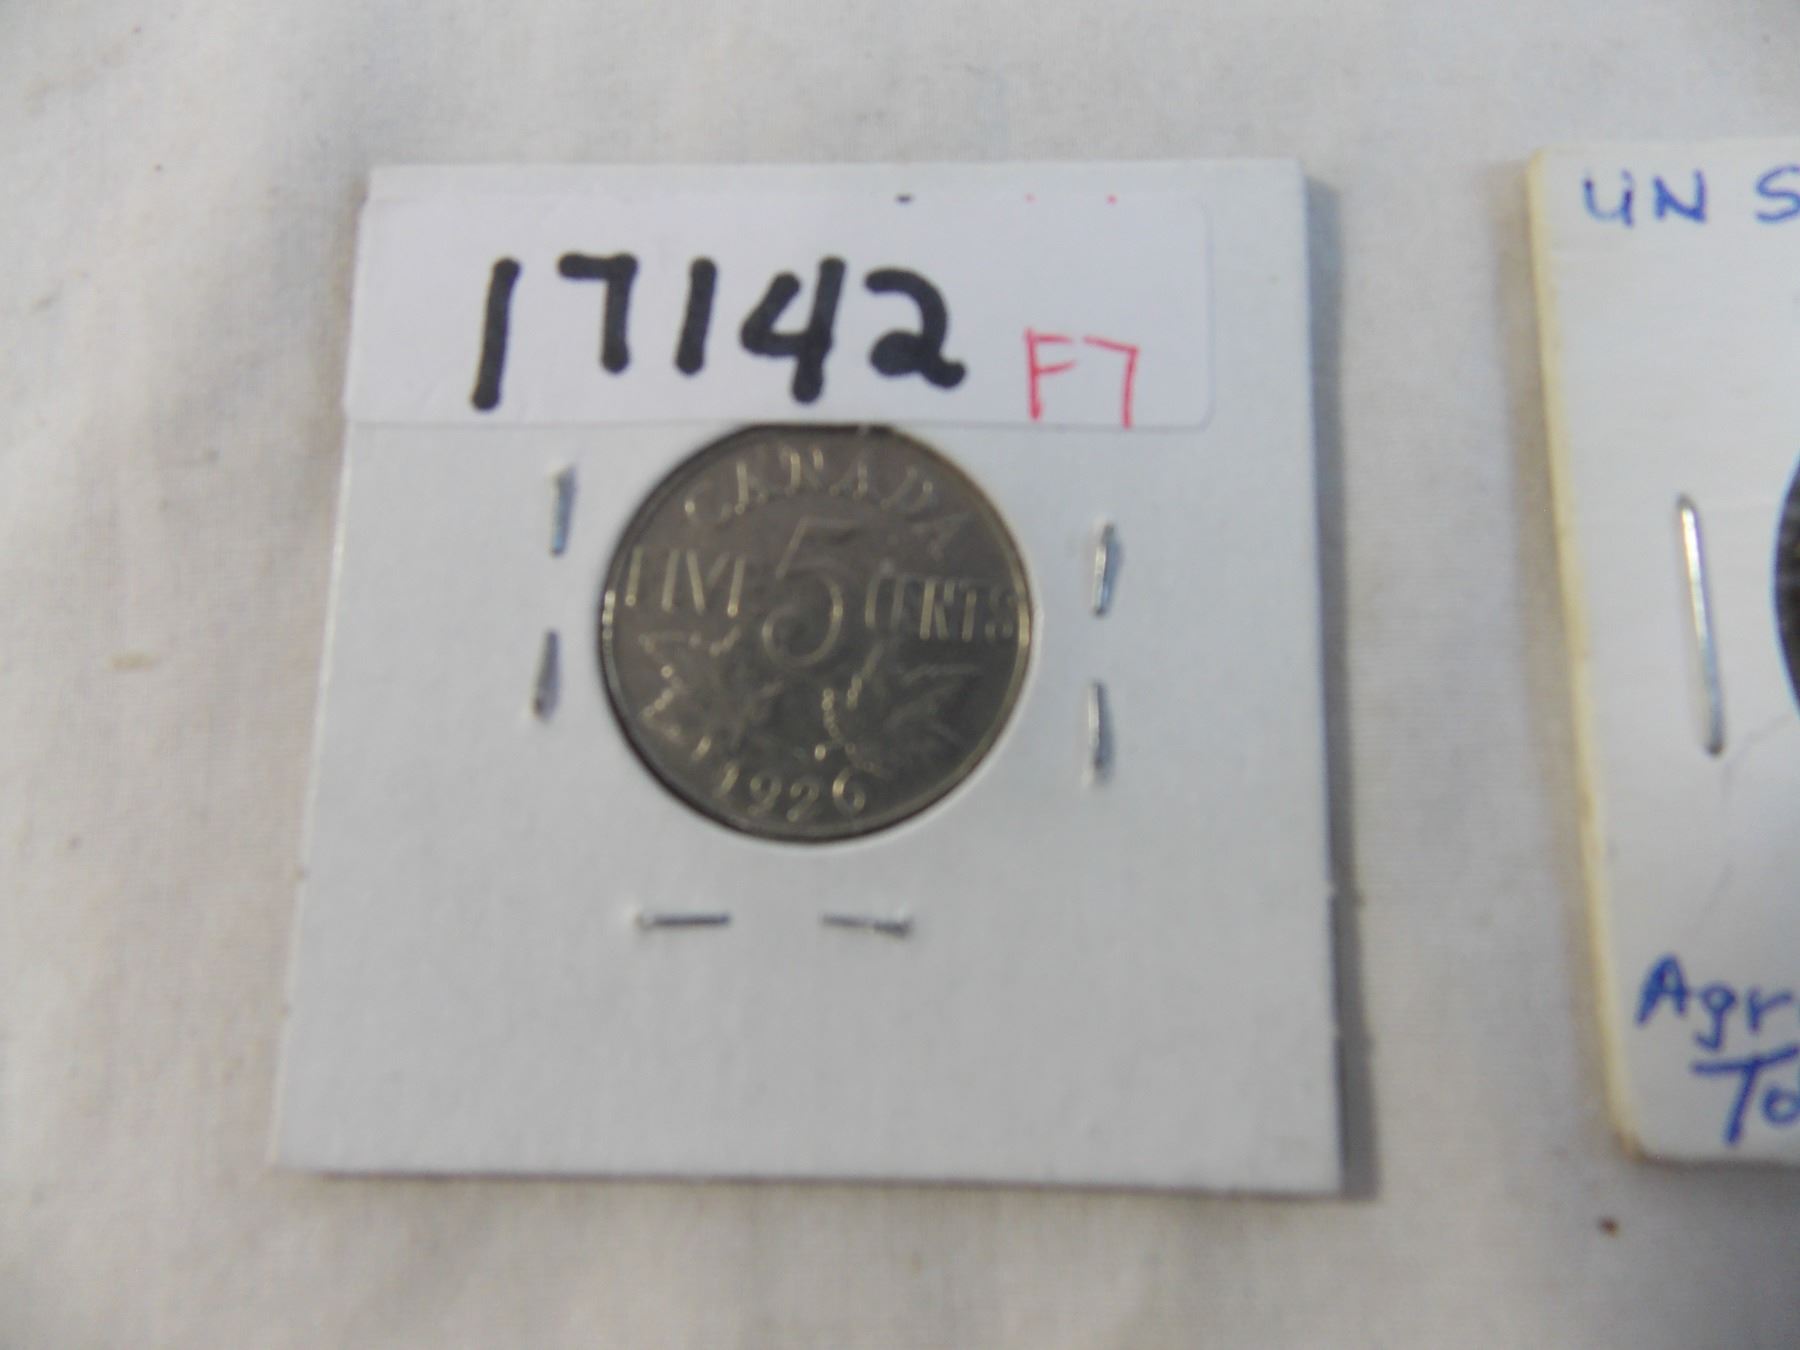 17142 F7
CANADA
FIVE 5 CENTS
1926
UN S
Agr
To